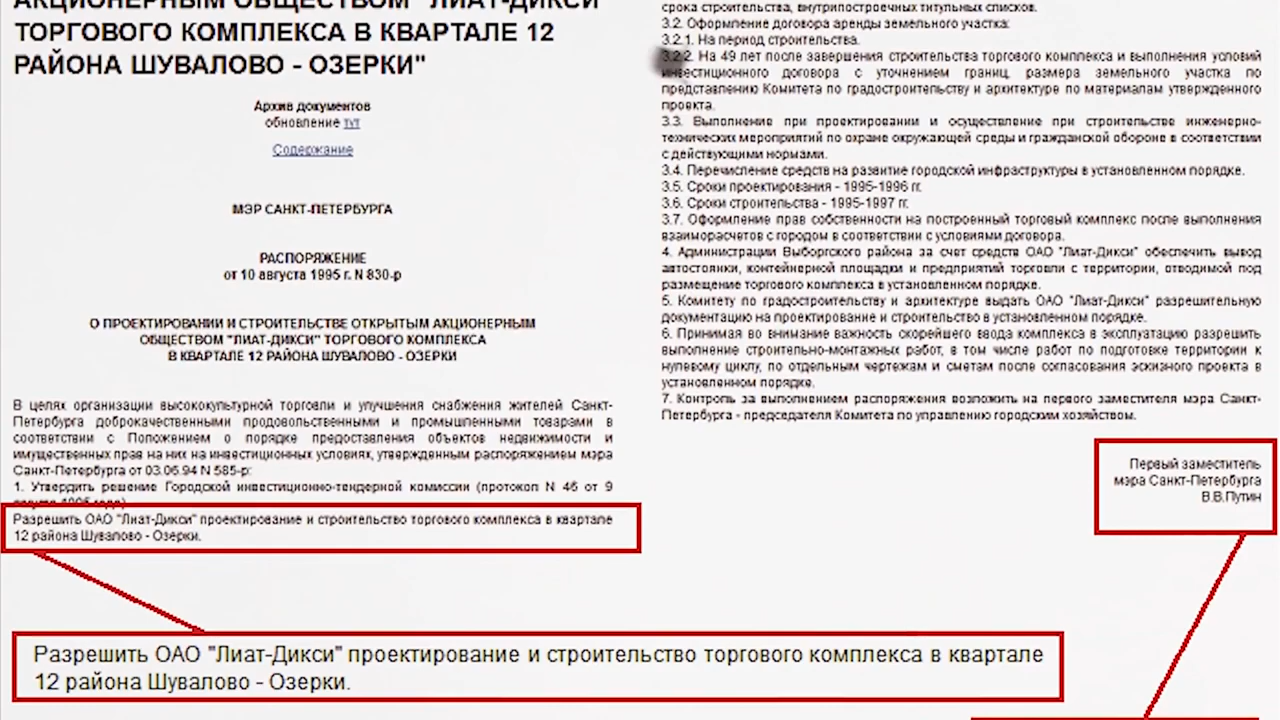 АКЦИОНЕРНЫМ ОБЩЕСТВОМ "ЛИАТ-ДИКСИ"
ТОРГОВОГО КОМПЛЕКСА В КВАРТАЛЕ 12
РАЙОНА ШУВАЛОВО - ОЗЕРКИ"
Архив документов
обновление тут
Содержание
МЭР САНКТ-ПЕТЕРБУРГА
РАСПОРЯЖЕНИЕ
от 10 августа 1995 г. N 830-р
О ПРОЕКТИРОВАНИИ И СТРОИТЕЛЬСТВЕ ОТКРЫТЫМ АКЦИОНЕРНЫМ
ОБЩЕСТВОМ "ЛИАТ-ДИКСИ" ТОРГОВОГО КОМПЛЕКСА
В КВАРТАЛЕ 12 РАЙОНА ШУВАЛОВО - ОЗЕРКИ
В целях организации высококультурной торговли и улучшения снабжения жителей Санкт-
Петербурга доброкачественными продовольственными и промышленными товарами в
соответствии с Положением о порядке предоставления объектов недвижимости и
имущественных прав на них на инвестиционных условиях, утвержденным распоряжением мэра
Санкт-Петербурга от 03.06.94 N 585-р:
1. Утвердить решение Городской инвестиционно-тендерной комиссии (протокол N 46 от 9
августа 1995 года).
Разрешить ОАО "Лиат-Дикси" проектирование и строительство торгового комплекса в квартале
12 района Шувалово - Озерки.
срока строительства, внутрипостроечных титульных списков.
3.2. Оформление договора аренды земельного участка:
3.2.1. На период строительства.
3.2.2. На 49 лет после завершения строительства торгового комплекса и выполнения условий
инвестиционного договора с уточнением границ, размера земельного участка по
представлению Комитета по градостроительству и архитектуре по материалам утвержденного
проекта.
3.3. Выполнение при проектировании и осуществление при строительстве инженерно-
технических мероприятий по охране окружающей среды и гражданской обороне в соответствии
с действующими нормами.
3.4. Перечисление средств на развитие городской инфраструктуры в установленном порядке.
3.5. Сроки проектирования - 1995-1996 гг.
3.6. Сроки строительства - 1995-1997 гг.
3.7. Оформление прав собственности на построенный торговый комплекс после выполнения
взаиморасчетов с городом в соответствии с условиями договора.
4. Администрации Выборгского района за счет средств ОАО "Лиат-Дикси" обеспечить вывод
автостоянки, контейнерной площадки и предприятий торговли с территории, отводимой под
размещение торгового комплекса в установленном порядке.
5. Комитету по градостроительству и архитектуре выдать ОАО "Лиат-Дикси" разрешительную
документацию на проектирование и строительство в установленном порядке.
6. Принимая во внимание важность скорейшего ввода комплекса в эксплуатацию разрешить
выполнение строительно-монтажных работ, в том числе работ по подготовке территории к
нулевому циклу, по отдельным чертежам и сметам после согласования эскизного проекта в
установленном порядке.
7. Контроль за выполнением распоряжения возложить на первого заместителя мэра Санкт-
Петербурга - председателя Комитета по управлению городским хозяйством.
Первый заместитель
мэра Санкт-Петербурга
В.В.Путин
Разрешить ОАО "Лиат-Дикси" проектирование и строительство торгового комплекса в квартале
12 района Шувалово - Озерки.